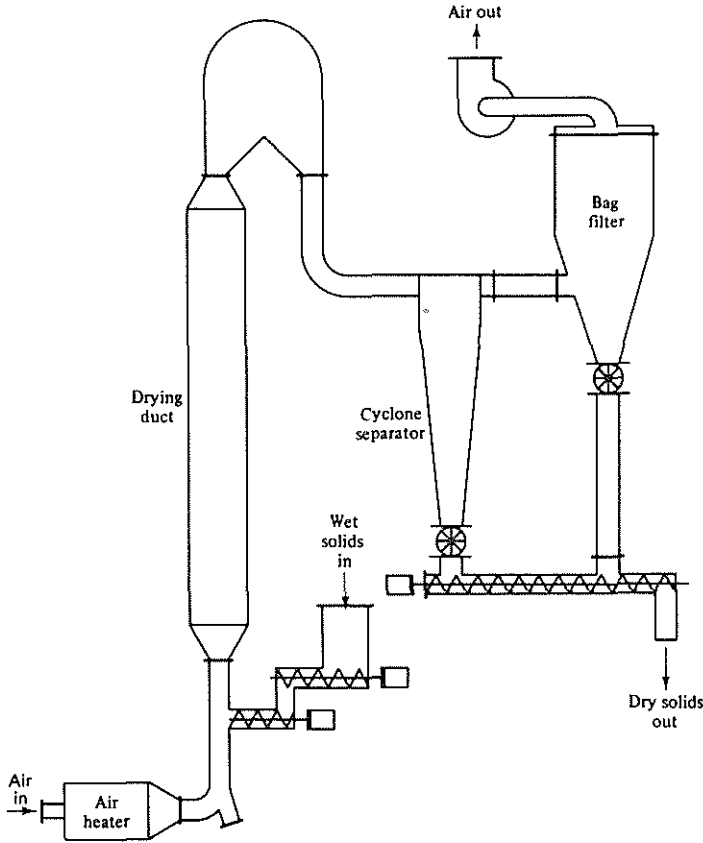 Air out
Bag
filter
Drying
duct
Cyclone
separator
Wet
solids
in
Dry solids
out
Air
in
Air
heater